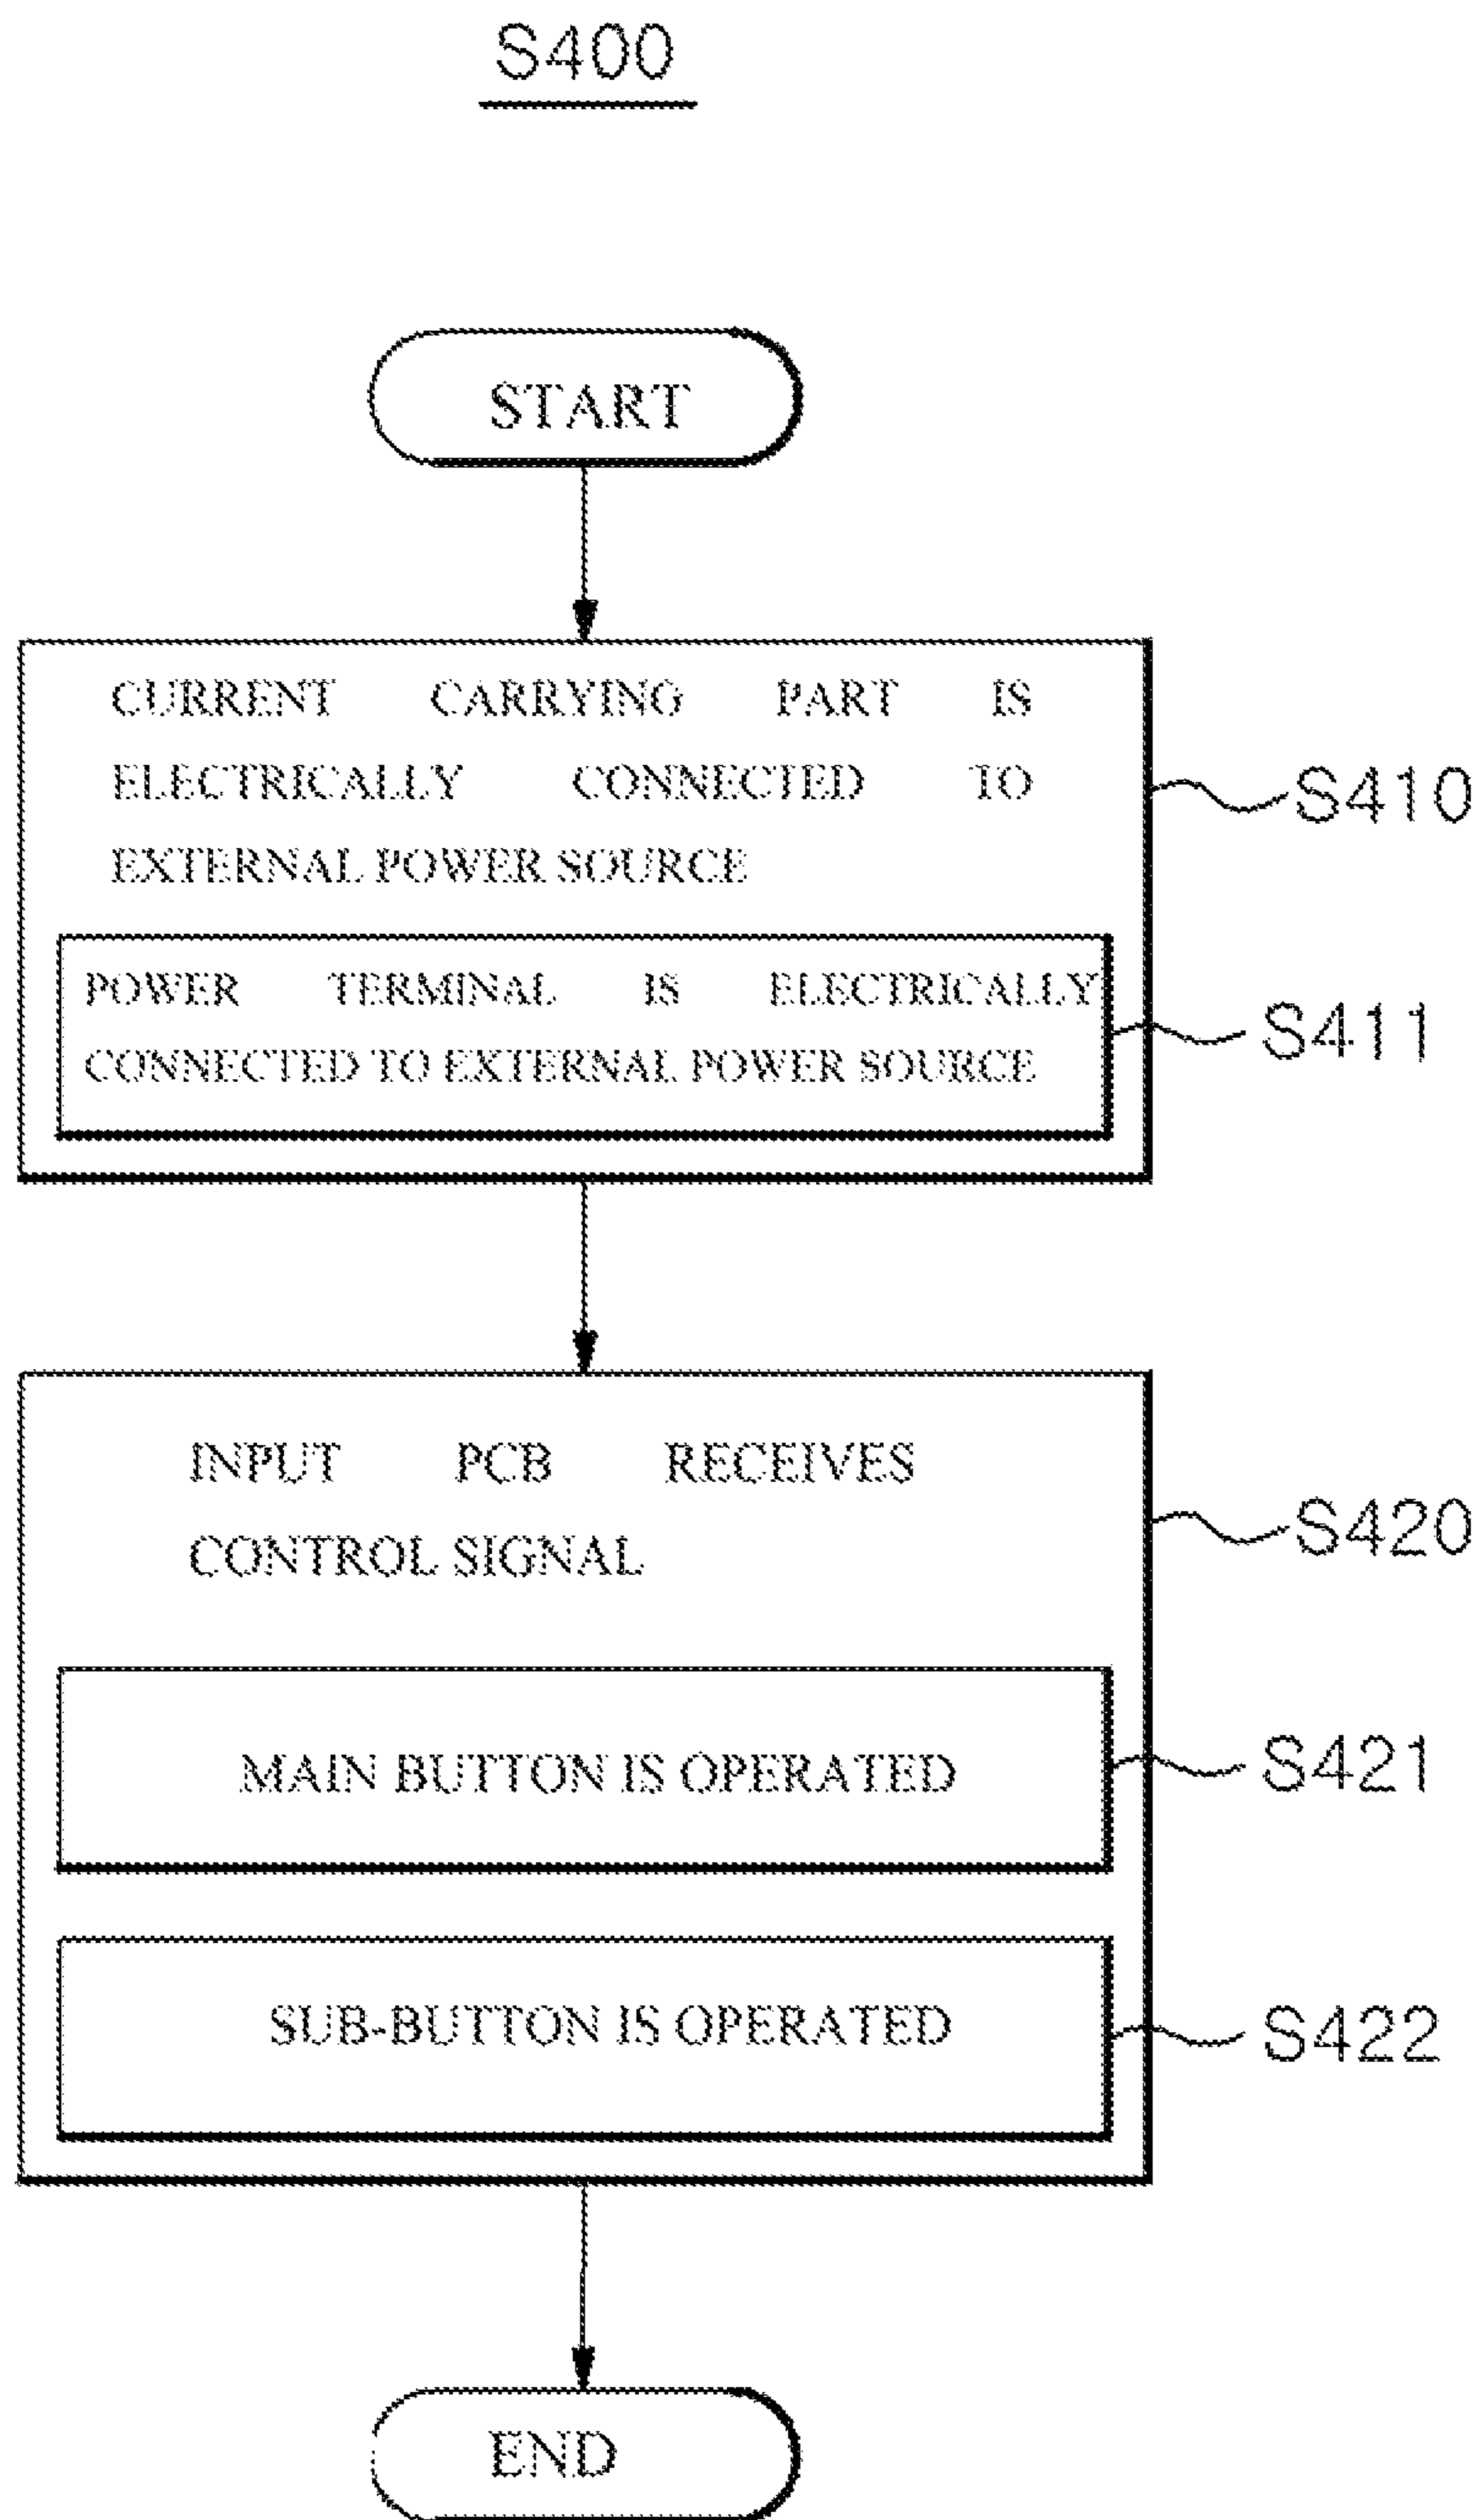 S400
START
CURRENT CARRYING PART IS
ELECTRICALLY CONNECTED TO
EXTERNAL POWER SOURCE
S410
POWER TERMINAL IS ELECTRICALLY
CONNECTED TO EXTERNAL POWER SOURCE
S411
INPUT PCB RECEIVES
CONTROL SIGNAL
S420
MAIN BUTTON IS OPERATED
S421
SUB-BUTTON IS OPERATED
S422
END